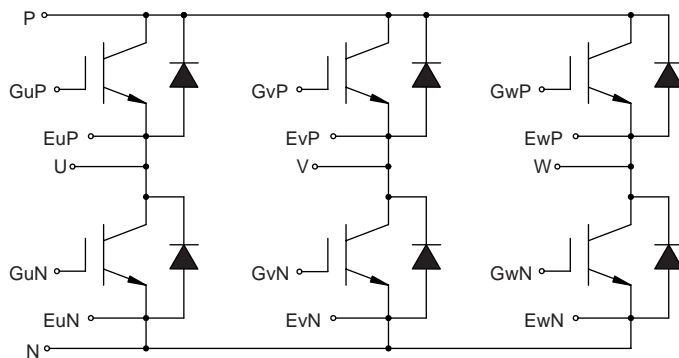 P
GuP GvP GwP
EuP EvP EwP
U V W
GuN GvN GwN
EuN EvN EwN
N